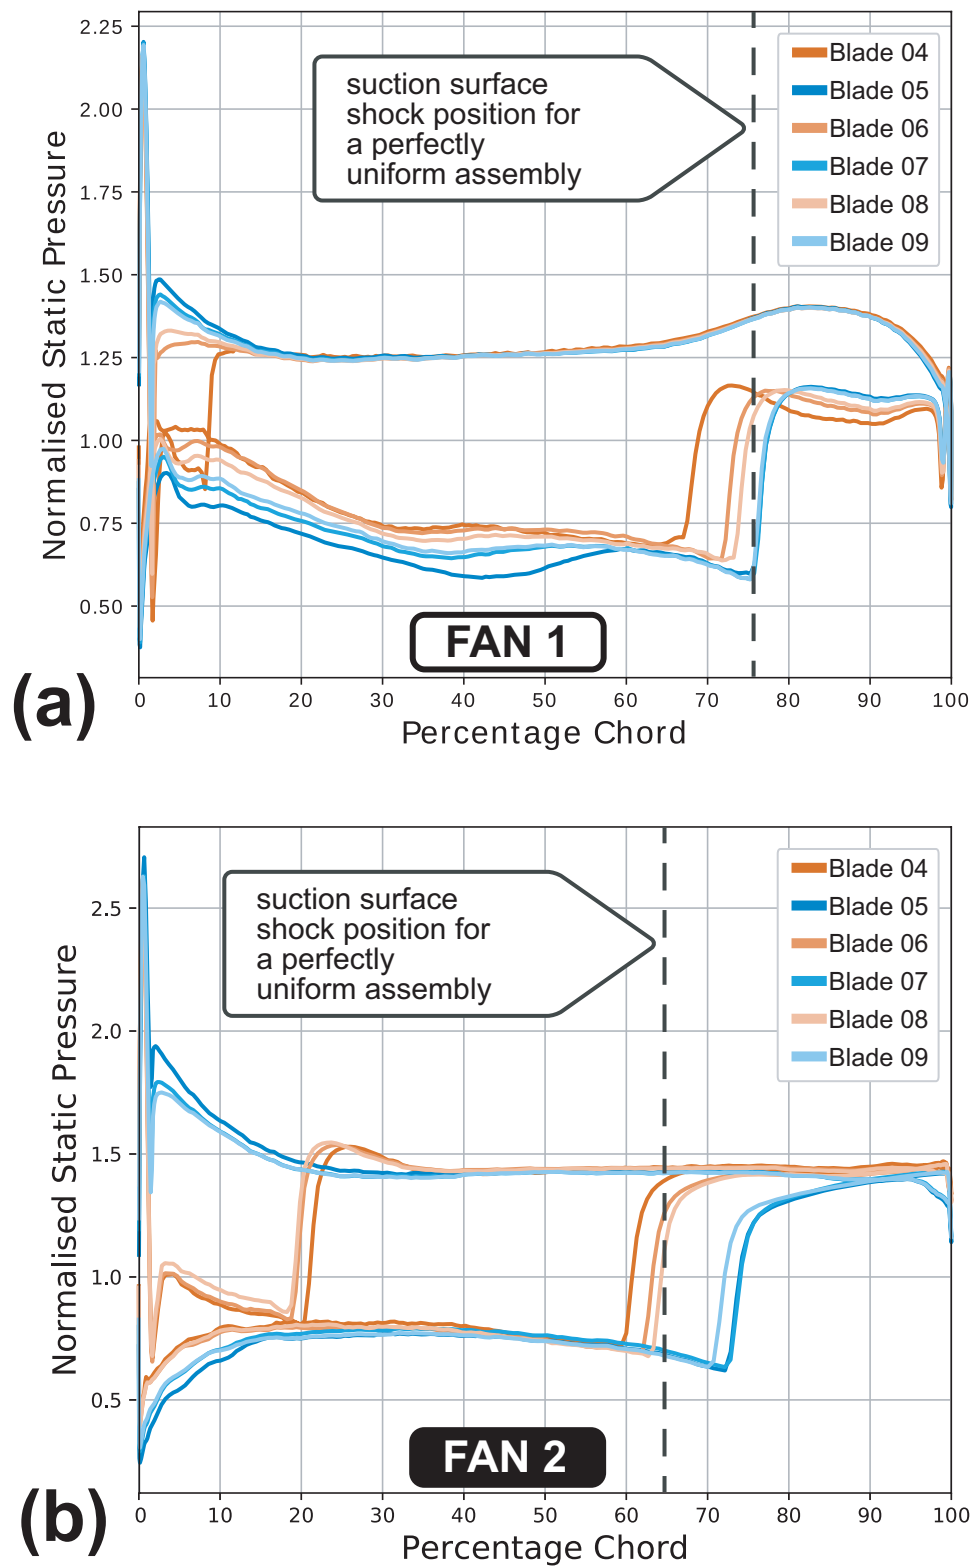 2.25
2.00
1.75
1.50
1.25
1.00
0.75
0.50
Normalised Static Pressure
suction surface
shock position for
a perfectly
uniform assembly
Blade 04
Blade 05
Blade 06
Blade 07
Blade 08
Blade 09
FAN 1
(a)
0 10 20 30 40 50 60 70 80 90 100
Percentage Chord
2.5
2.0
1.5
1.0
0.5
Normalised Static Pressure
suction surface
shock position for
a perfectly
uniform assembly
Blade 04
Blade 05
Blade 06
Blade 07
Blade 08
Blade 09
FAN 2
(b)
0 10 20 30 40 50 60 70 80 90 100
Percentage Chord